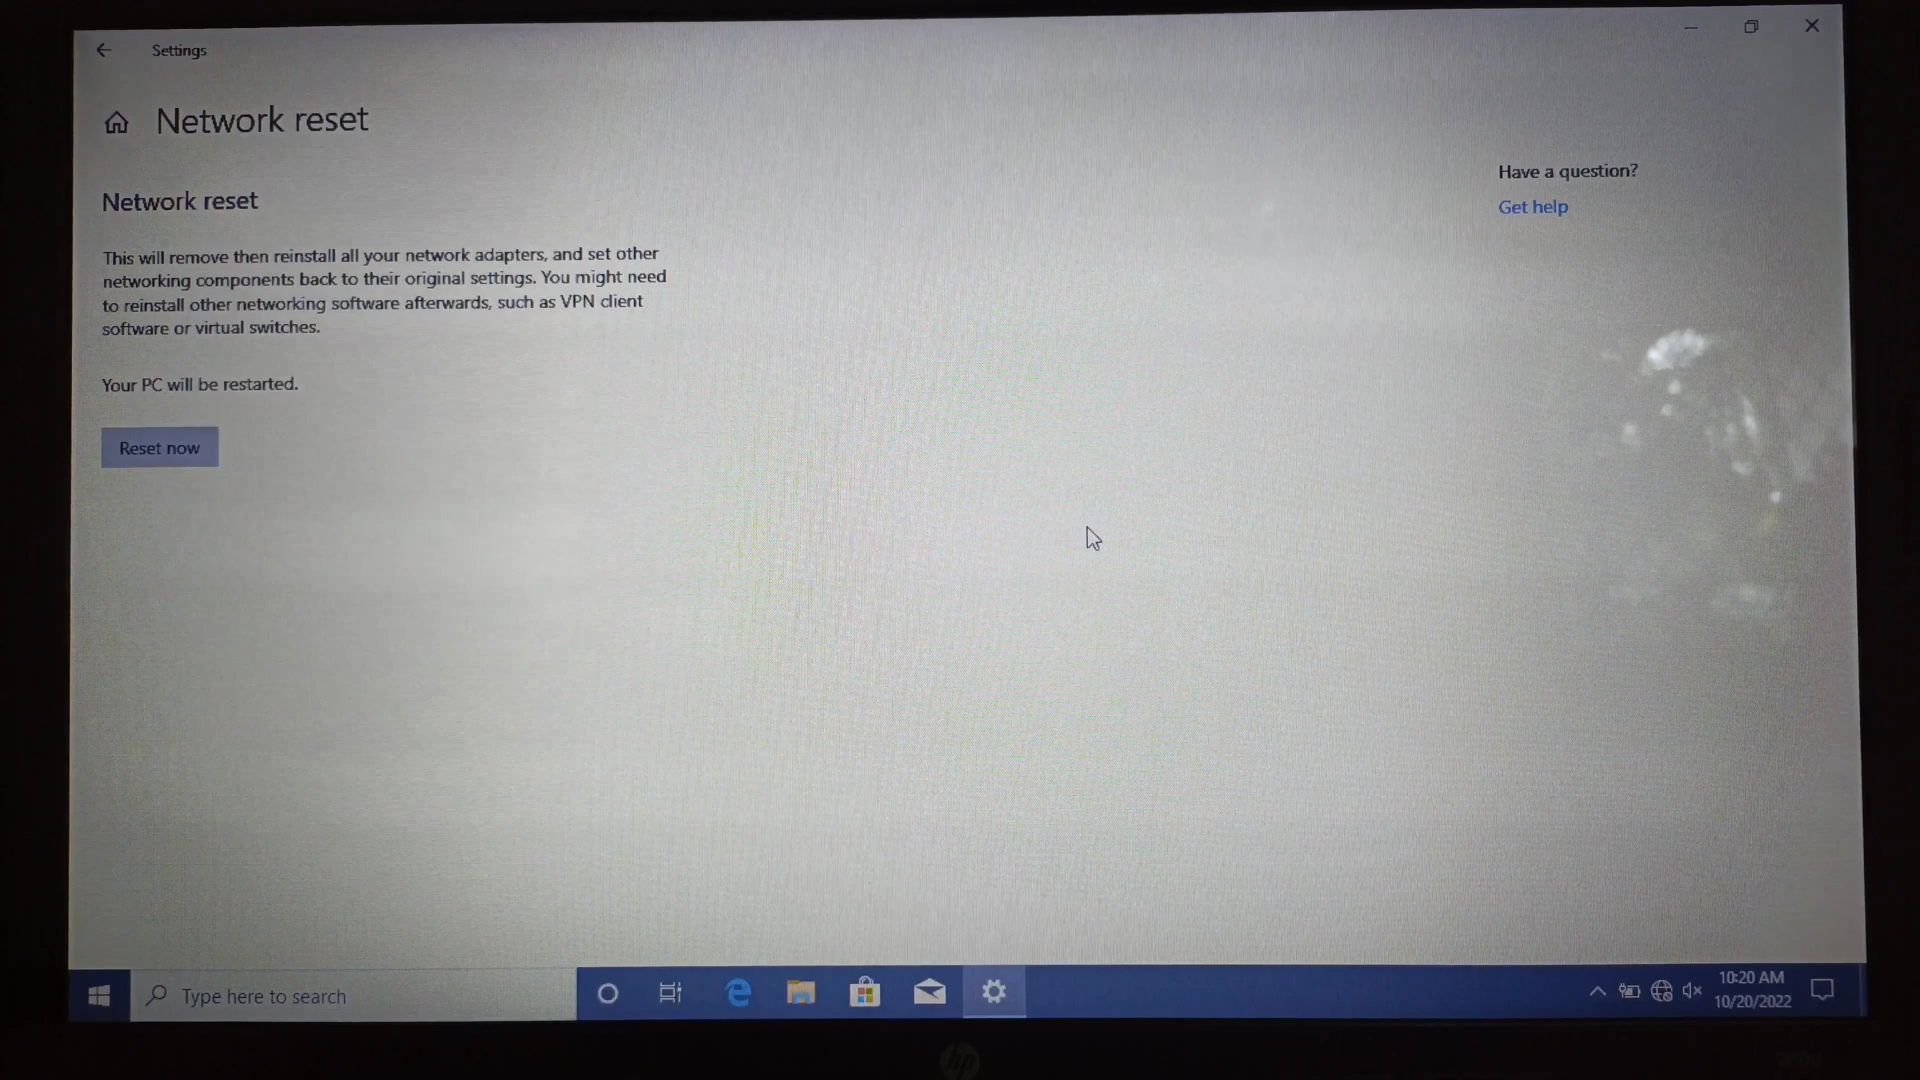 Settings
Network reset
Have a question?
Get help
Network reset
This will remove then reinstall all your network adapters, and set other
networking components back to their original settings. You might need
to reinstall other networking software afterwards, such as VPN client
software or virtual switches.
Your PC will be restarted.
Reset now
Type here to search
10:20 AM
10/20/2022
hp